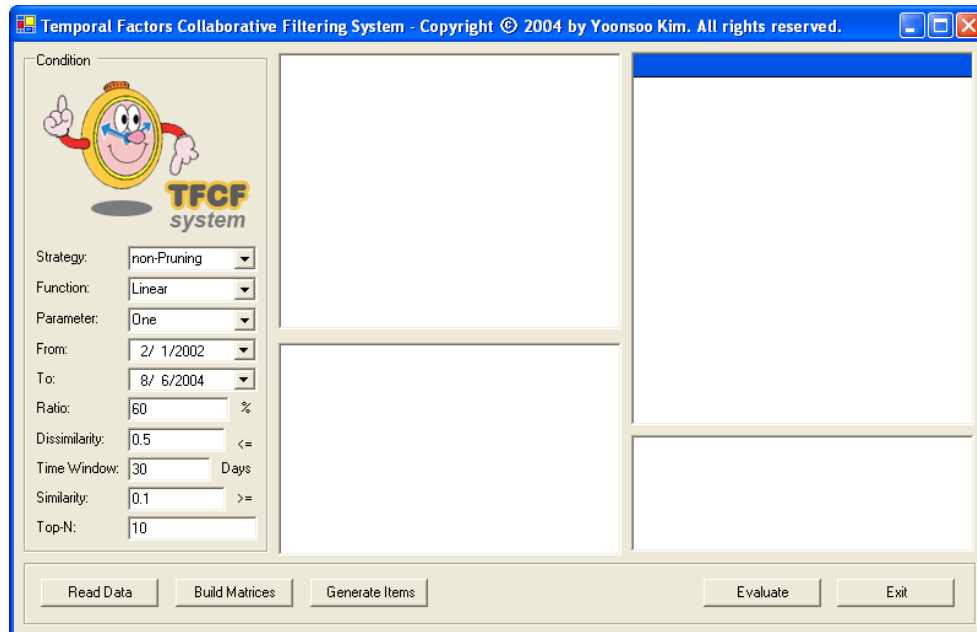 Temporal Factors Collaborative Filtering System - Copyright © 2004 by Yoonsoo Kim. All rights reserved.
Condition
TFCF
system
Strategy: non-Pruning
Function: Linear
Parameter: One
From: 2/ 1/2002
To: 8/ 6/2004
Ratio: 60 %
Dissimilarity: 0.5 <=
Time Window: 30 Days
Similarity: 0.1 >=
Top-N: 10
Read Data Build Matrices Generate Items Evaluate Exit